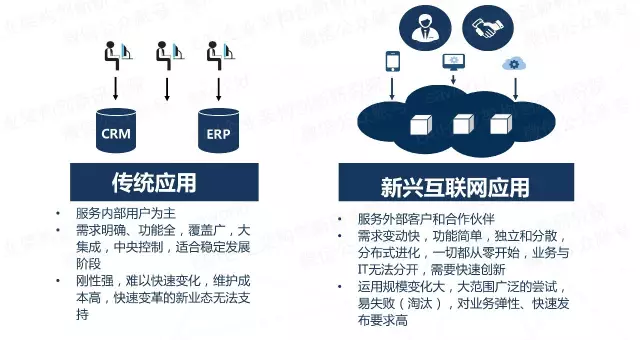 CRM
ERP
传统应用
• 服务内部用户为主
• 需求明确、功能全，覆盖广，大
集成，中央控制，适合稳定发展
阶段
• 刚性强，难以快速变化，维护成
本高，快速变革的新业态无法支
持
新兴互联网应用
• 服务外部客户和合作伙伴
• 需求变动快，功能简单，独立和分散，
分布式进化，一切都从零开始，业务与
IT无法分开，需要快速创新
• 运用规模变化大，大范围广泛的尝试，
易失败（淘汰），对业务弹性、快速发
布要求高